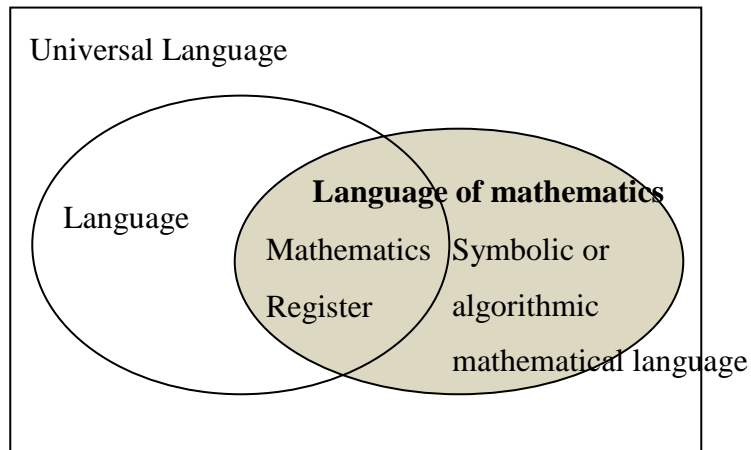 Universal Language
Language
Language of mathematics
Mathematics
Register
Symbolic or
algorithmic
mathematical language